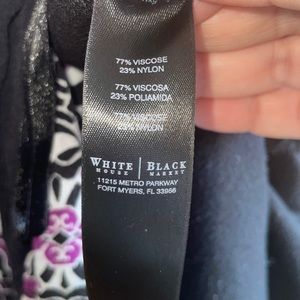 77% VISCOSE
23% NYLON
77% VISCOSA
23% POLIAMIDA
77% VISCOSE
23% NYLON
WHITE | BLACK
HOUSE | MARKET
11215 METRO PARKWAY
FORT MYERS, FL 33966